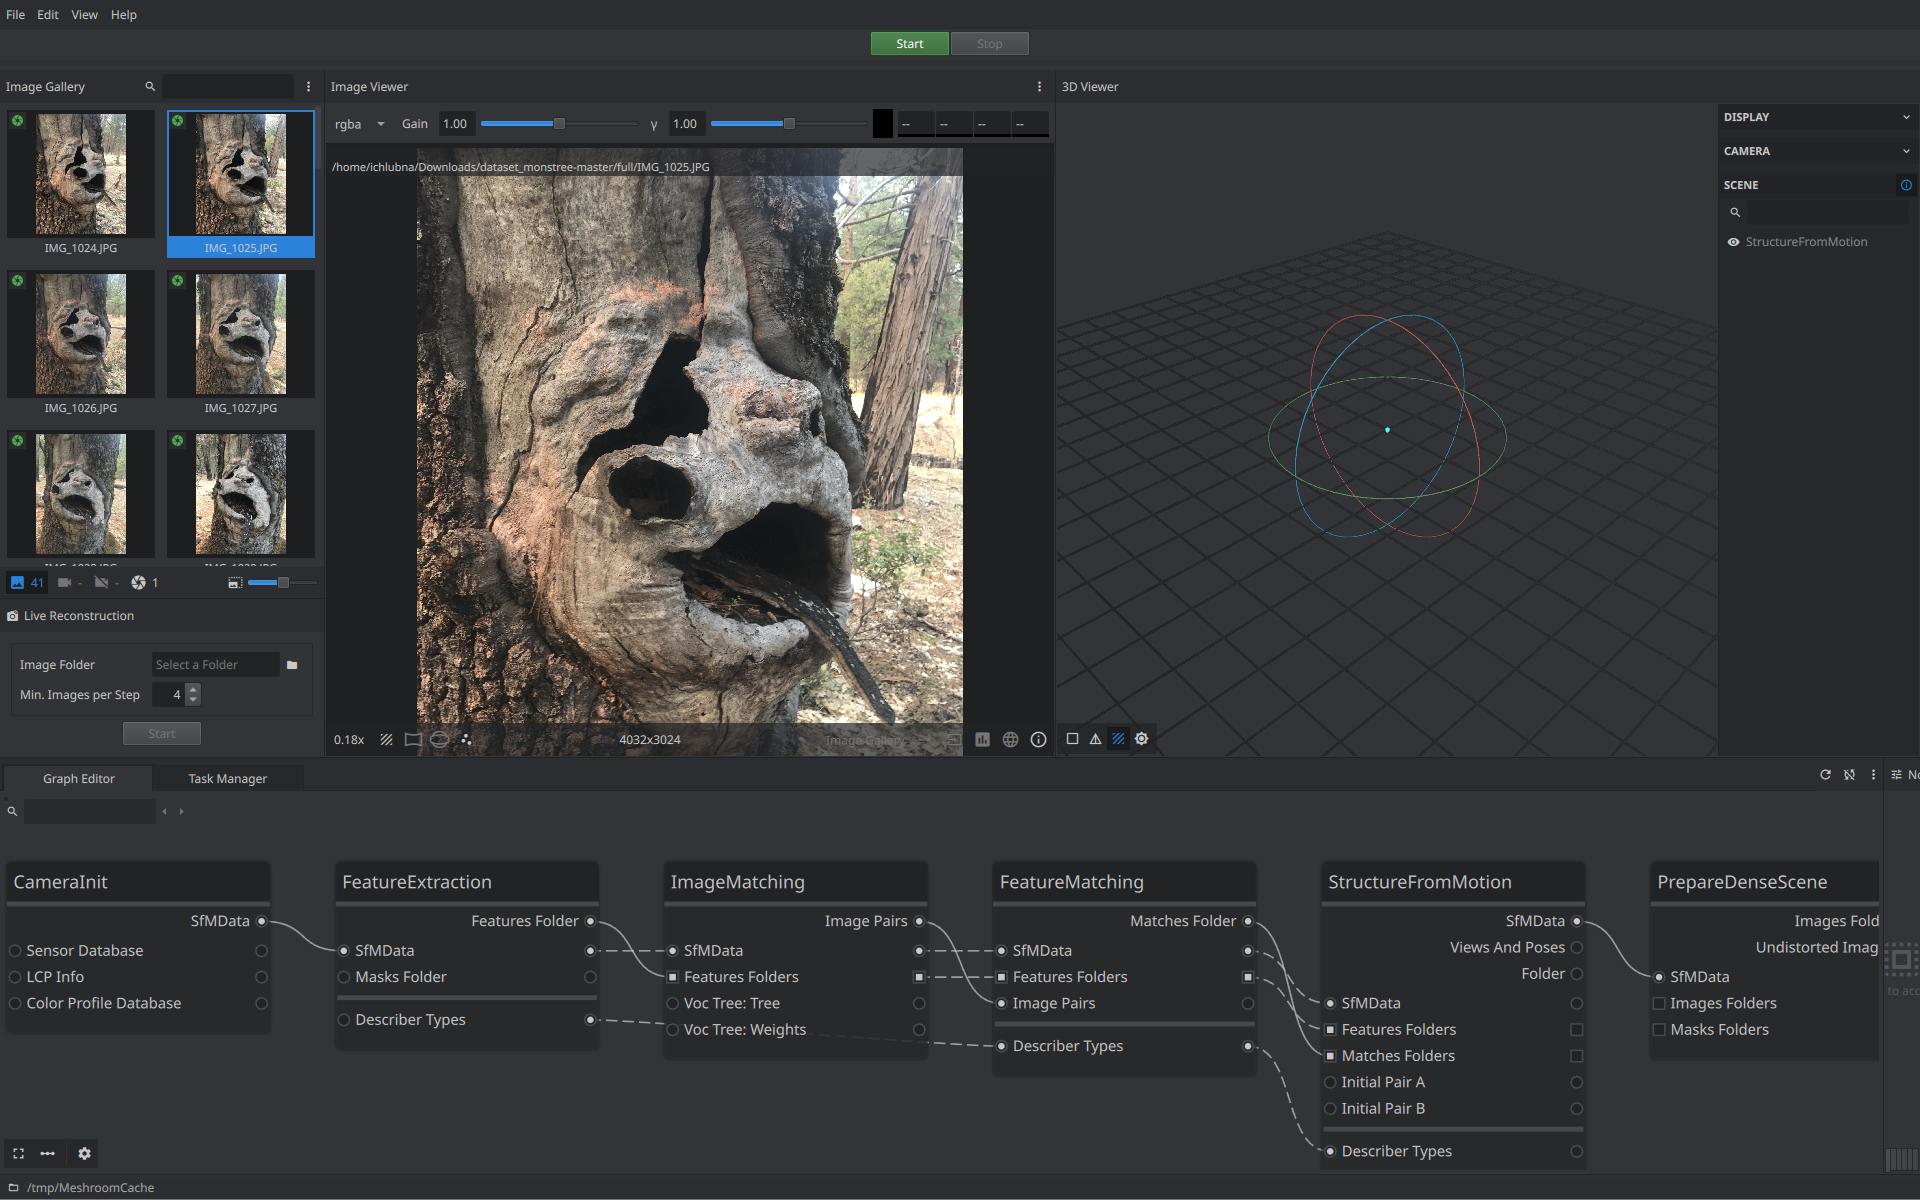 File Edit View Help
Start Stop
Image Gallery
Image Viewer
3D Viewer
IMG_1024.JPG
IMG_1025.JPG
IMG_1026.JPG
IMG_1027.JPG
41 - - 1
Live Reconstruction
Image Folder Select a Folder
Min. Images per Step 4
Start
rgba Gain 1.00 γ 1.00 -- -- -- --
/home/ichlubna/Downloads/dataset_monstree-master/full/IMG_1025.JPG
0.18x 4032x3024 Image Gallery
DISPLAY
CAMERA
SCENE
StructureFromMotion
Graph Editor Task Manager
No
CameraInit
SfMData
Sensor Database
LCP Info
Color Profile Database
FeatureExtraction
Features Folder
SfMData
Masks Folder
Describer Types
ImageMatching
Image Pairs
SfMData
Features Folders
Voc Tree: Tree
Voc Tree: Weights
FeatureMatching
Matches Folder
SfMData
Features Folders
Image Pairs
Describer Types
StructureFromMotion
SfMData
Views And Poses
Folder
SfMData
Features Folders
Matches Folders
Initial Pair A
Initial Pair B
Describer Types
PrepareDenseScene
Images Fold
Undistorted Imag
SfMData
Images Folders
Masks Folders
to acc
/tmp/MeshroomCache